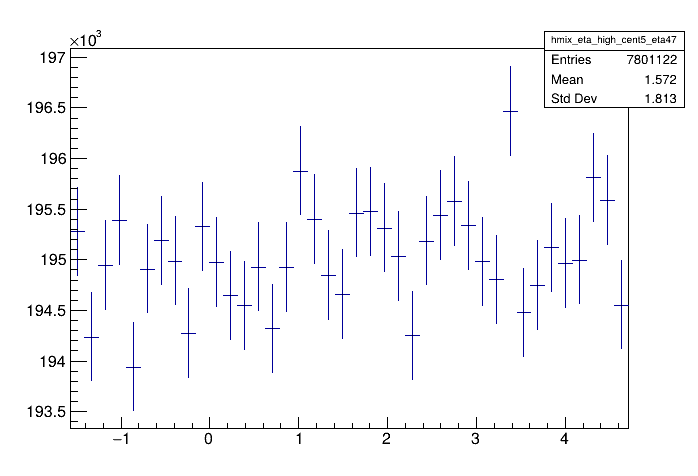 ×10³
hmix_eta_high_cent5_eta47
Entries 7801122
Mean 1.572
Std Dev 1.813
197
196.5
196
195.5
195
194.5
194
193.5
−1 0 1 2 3 4